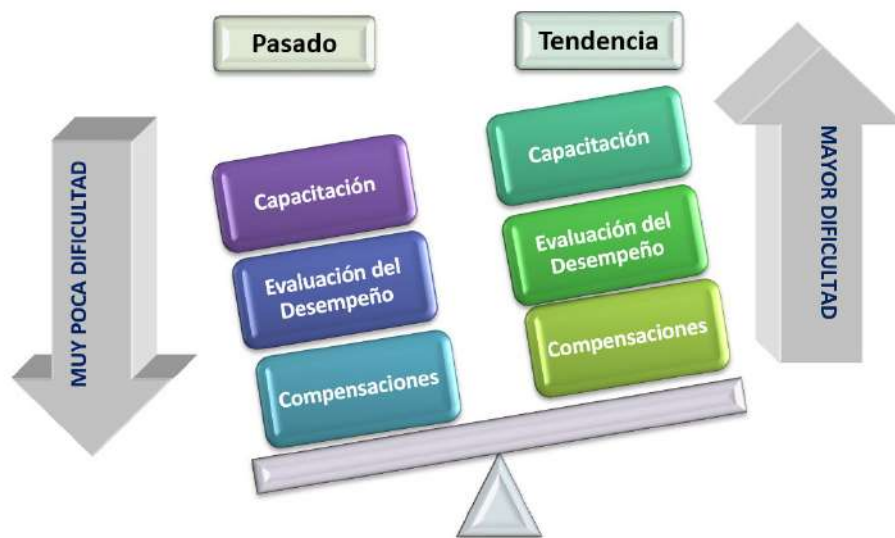 Pasado
Tendencia
MUY POCA DIFICULTAD
Capacitación
Evaluación del
Desempeño
Compensaciones
Capacitación
Evaluación del
Desempeño
Compensaciones
MAYOR DIFICULTAD